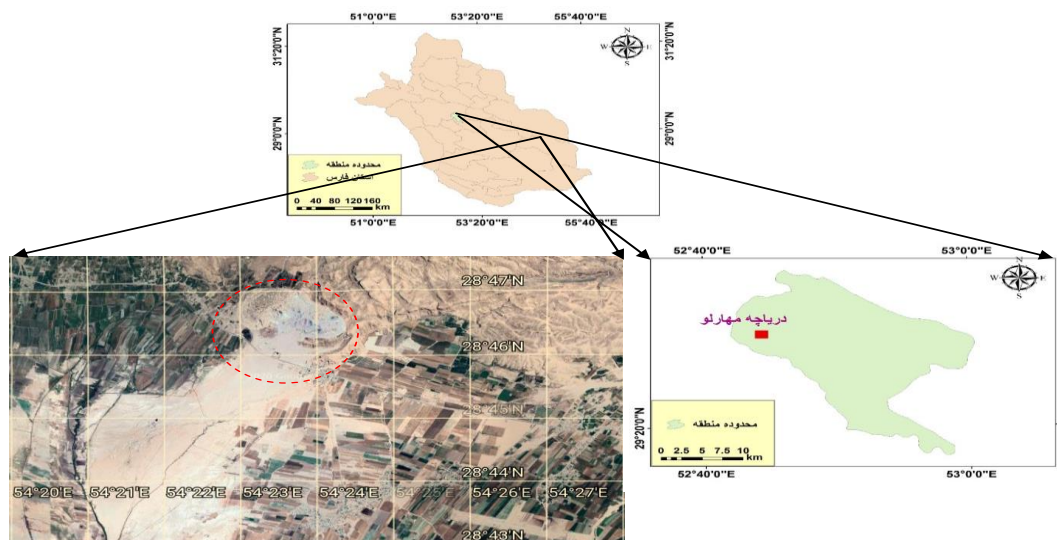 51°0'0"E 53°20'0"E 55°40'0"E
31°20'0"N 31°20'0"N
29°0'0"N 29°0'0"N
N
W E
S
محدوده منطقه
استان فارس
0 40 80 120 160
km
51°0'0"E 53°20'0"E 55°40'0"E
28°47'N
28°46'N
28°45'N
28°44'N
54°20'E 54°21'E 54°22'E 54°23'E 54°24'E 54°25'E 54°26'E 54°27'E
28°43'N
52°40'0"E 53°0'0"E
N
W E
S
دریاچه مهارلو
29°20'0"N 29°20'0"N
محدوده منطقه
0 2.5 5 7.5 10
km
52°40'0"E 53°0'0"E